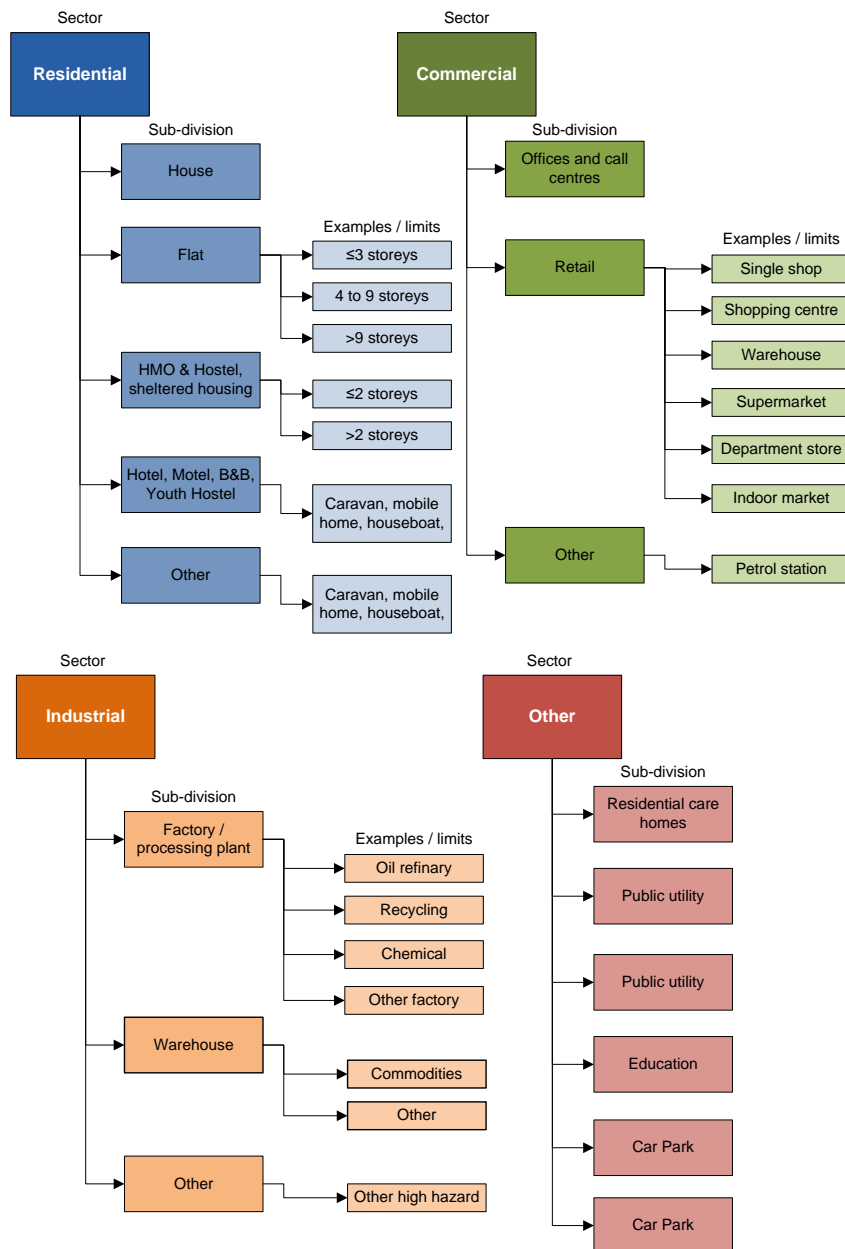 Sector
Residential
Sub-division
House
Flat
Examples / limits
≤3 storeys
4 to 9 storeys
>9 storeys
HMO & Hostel,
sheltered housing
≤2 storeys
>2 storeys
Hotel, Motel, B&B,
Youth Hostel
Caravan, mobile
home, houseboat,
Other
Caravan, mobile
home, houseboat,
Sector
Commercial
Sub-division
Offices and call
centres
Retail
Examples / limits
Single shop
Shopping centre
Warehouse
Supermarket
Department store
Indoor market
Other
Petrol station
Sector
Industrial
Sub-division
Factory /
processing plant
Examples / limits
Oil refinary
Recycling
Chemical
Other factory
Warehouse
Commodities
Other
Other
Other high hazard
Sector
Other
Sub-division
Residential care
homes
Public utility
Public utility
Education
Car Park
Car Park